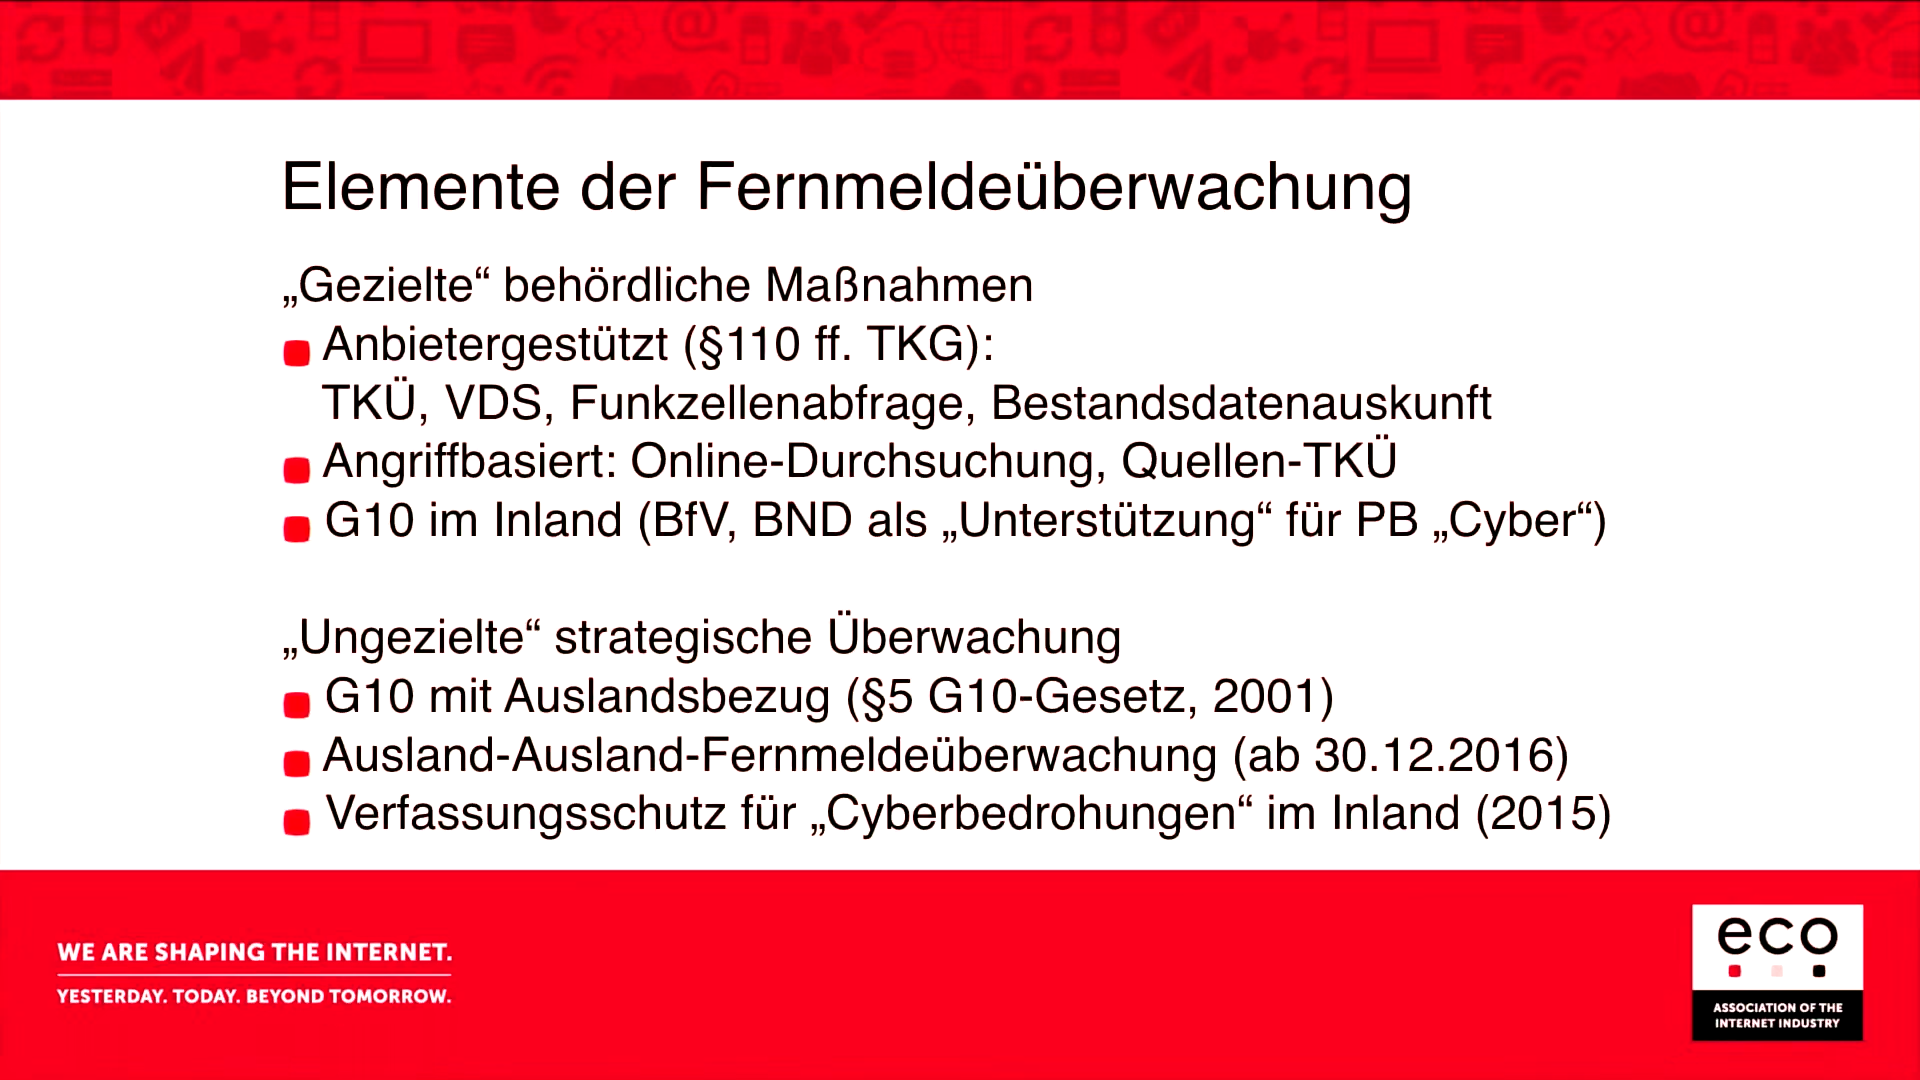 Elemente der Fernmeldeüberwachung
„Gezielte“ behördliche Maßnahmen
Anbietergestützt (§110 ff. TKG):
TKÜ, VDS, Funkzellenabfrage, Bestandsdatenauskunft
Angriffbasiert: Online-Durchsuchung, Quellen-TKÜ
G10 im Inland (BfV, BND als „Unterstützung“ für PB „Cyber“)
„Ungezielte“ strategische Überwachung
G10 mit Auslandsbezug (§5 G10-Gesetz, 2001)
Ausland-Ausland-Fernmeldeüberwachung (ab 30.12.2016)
Verfassungsschutz für „Cyberbedrohungen“ im Inland (2015)
WE ARE SHAPING THE INTERNET.
YESTERDAY. TODAY. BEYOND TOMORROW.
eco
ASSOCIATION OF THE
INTERNET INDUSTRY